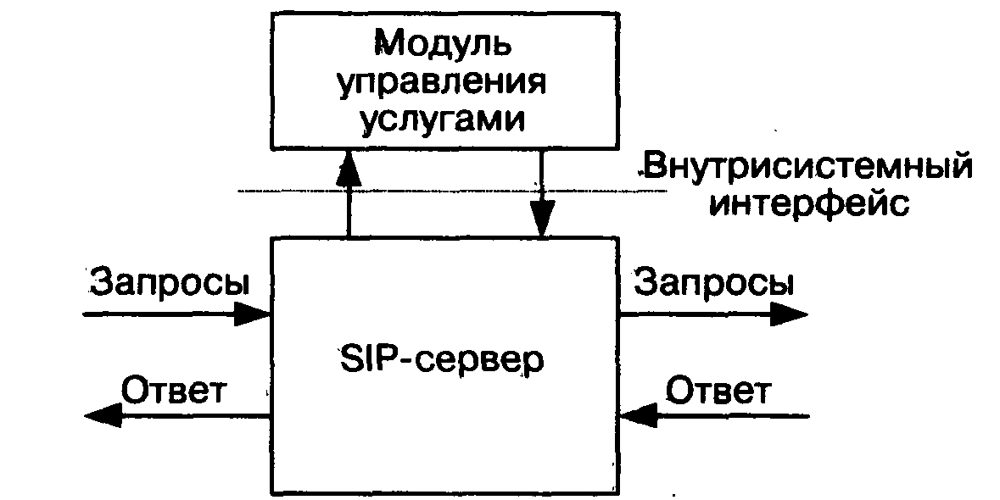 Модуль
управления
услугами
Внутрисистемный
интерфейс
Запросы
Запросы
SIP-сервер
Ответ
Ответ